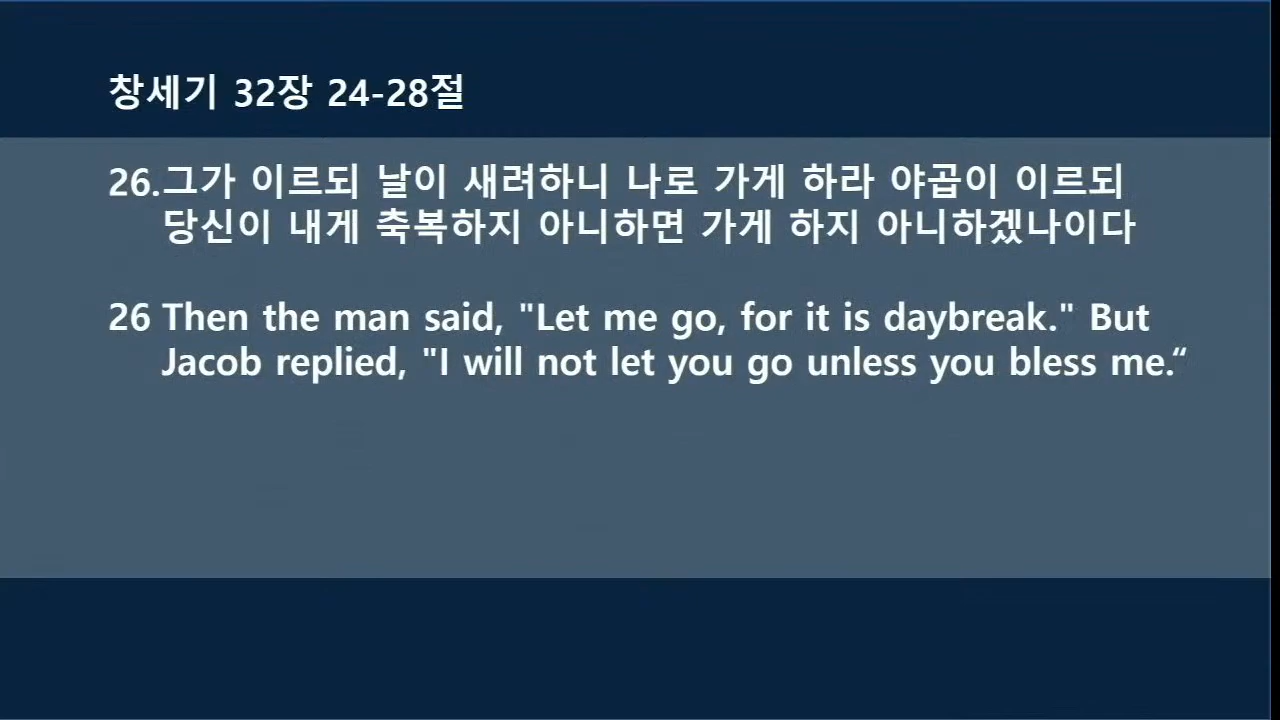 창세기 32장 24-28절
26.그가 이르되 날이 새려하니 나로 가게 하라 야곱이 이르되
당신이 내게 축복하지 아니하면 가게 하지 아니하겠나이다
26 Then the man said, "Let me go, for it is daybreak." But
Jacob replied, "I will not let you go unless you bless me.“